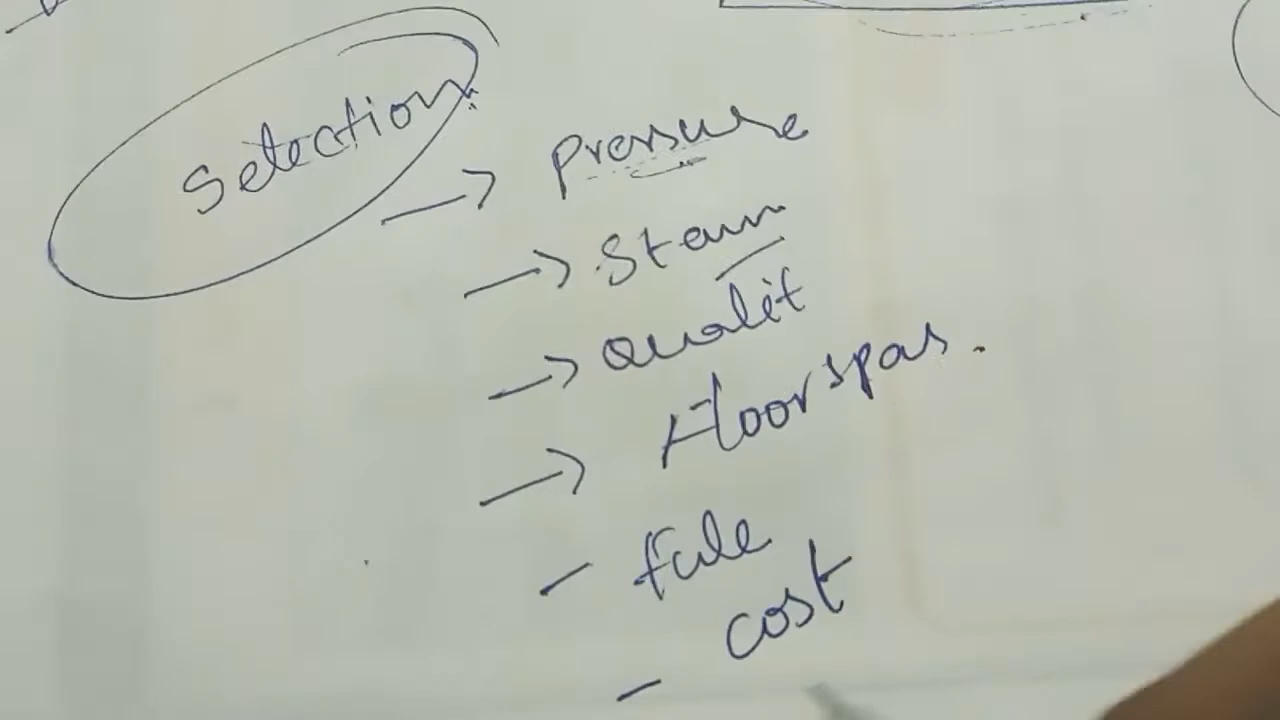 Selection
→ Pressure
→ Steam
→ Qualit
→ Floorspas.
- fule
- cost